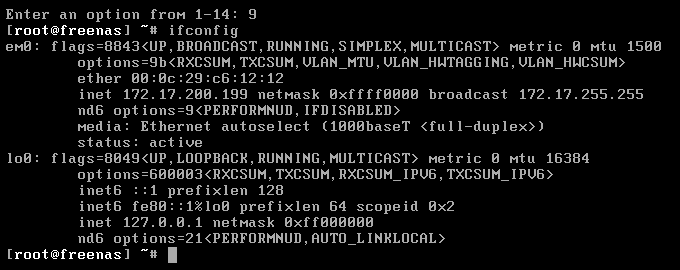 Enter an option from 1-14: 9
[root@freenas] ~# ifconfig
em0: flags=8843<UP,BROADCAST,RUNNING,SIMPLEX,MULTICAST> metric 0 mtu 1500
options=9b<RXCSUM,TXCSUM,VLAN_MTU,VLAN_HWTAGGING,VLAN_HWCSUM>
ether 00:0c:29:c6:12:12
inet 172.17.200.199 netmask 0xffff0000 broadcast 172.17.255.255
nd6 options=9<PERFORMNUD,IFDISABLED>
media: Ethernet autoselect (1000baseT <full-duplex>)
status: active
lo0: flags=8049<UP,LOOPBACK,RUNNING,MULTICAST> metric 0 mtu 16384
options=600003<RXCSUM,TXCSUM,RXCSUM_IPV6,TXCSUM_IPV6>
inet6 ::1 prefixlen 128
inet6 fe80::1%lo0 prefixlen 64 scopeid 0x2
inet 127.0.0.1 netmask 0xff000000
nd6 options=21<PERFORMNUD,AUTO_LINKLOCAL>
[root@freenas] ~#